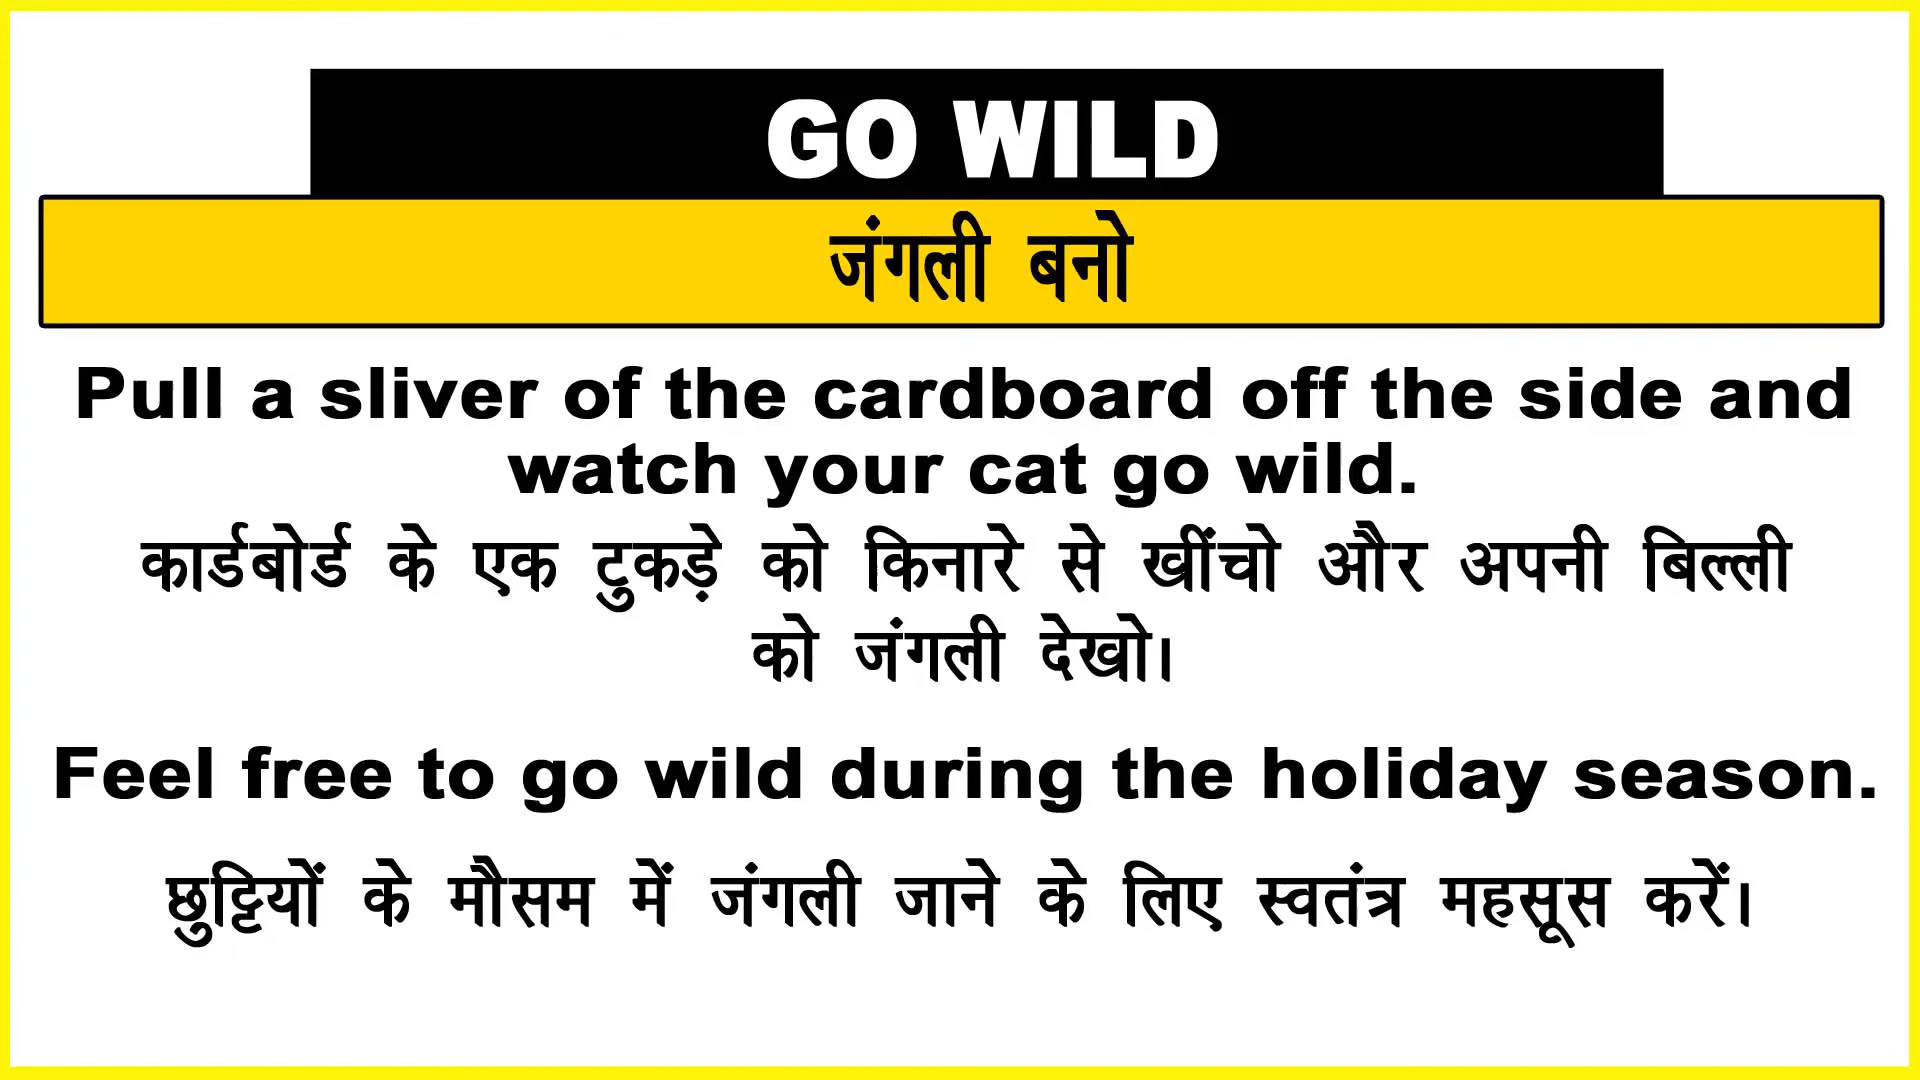 GO WILD
जंगली बनो
Pull a sliver of the cardboard off the side and
watch your cat go wild.
कार्डबोर्ड के एक टुकड़े को किनारे से खींचो और अपनी बिल्ली
को जंगली देखो।
Feel free to go wild during the holiday season.
छुट्टियों के मौसम में जंगली जाने के लिए स्वतंत्र महसूस करें।